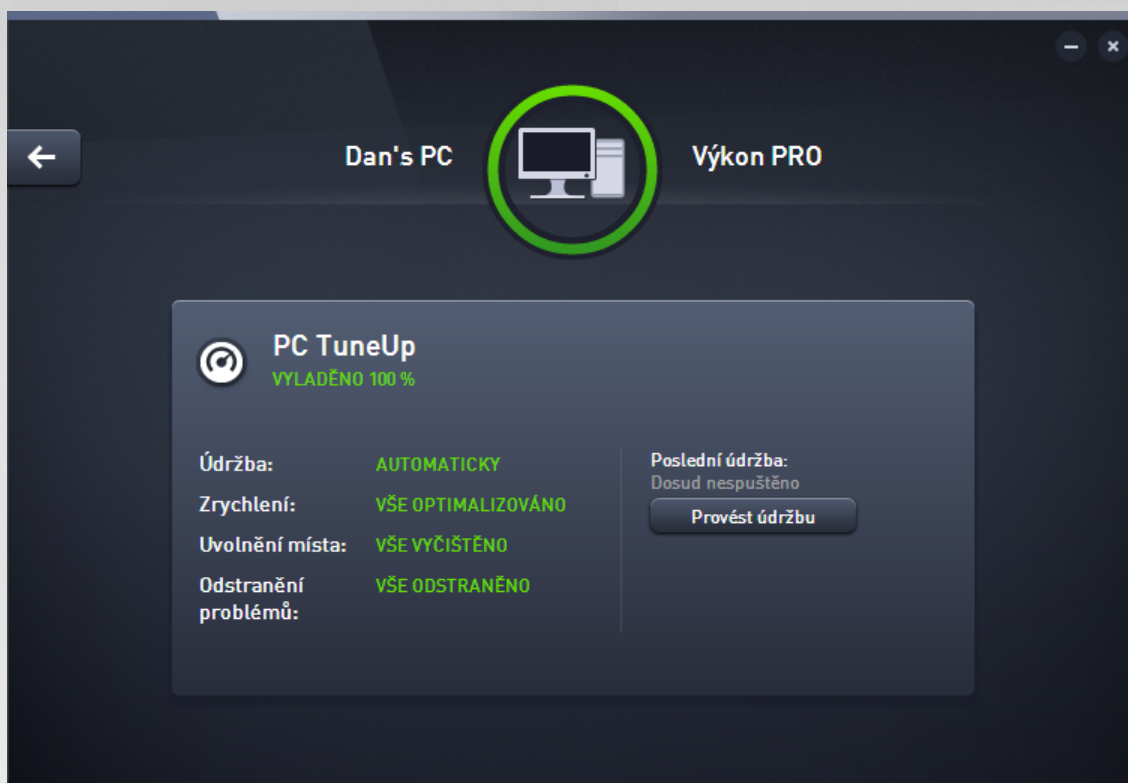 Dan's PC
Výkon PRO
PC TuneUp
VYLADĚNO 100 %
Údržba: AUTOMATICKY
Zrychlení: VŠE OPTIMALIZOVÁNO
Uvolnění místa: VŠE VYČIŠTĚNO
Odstranění problémů: VŠE ODSTRANĚNO
Poslední údržba:
Dosud nespuštěno
Provést údržbu